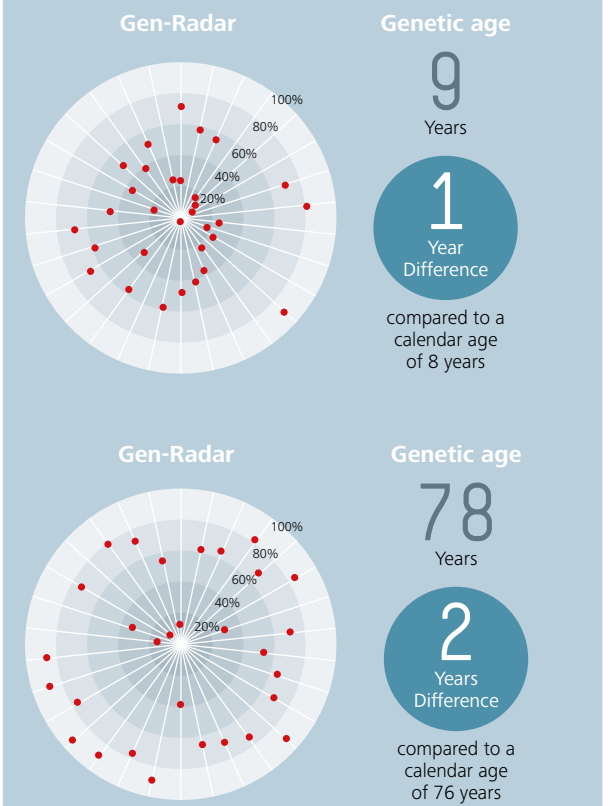 Gen-Radar
100%
80%
60%
40%
20%
Genetic age
9
Years
1
Year
Difference
compared to a
calendar age
of 8 years
Gen-Radar
100%
80%
60%
40%
20%
Genetic age
78
Years
2
Years
Difference
compared to a
calendar age
of 76 years